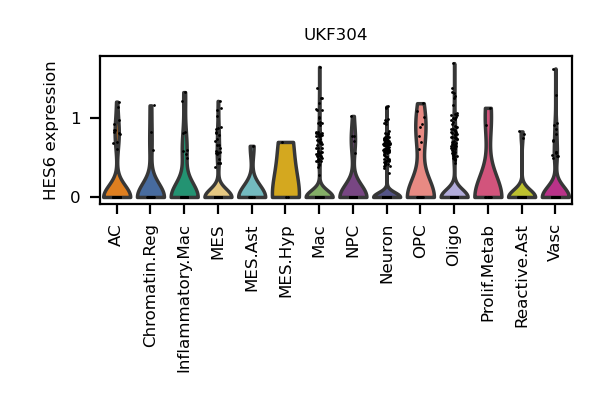 UKF304
HES6 expression
1
0
AC
Chromatin.Reg
Inflammatory.Mac
MES
MES.Ast
MES.Hyp
Mac
NPC
Neuron
OPC
Oligo
Prolif.Metab
Reactive.Ast
Vasc